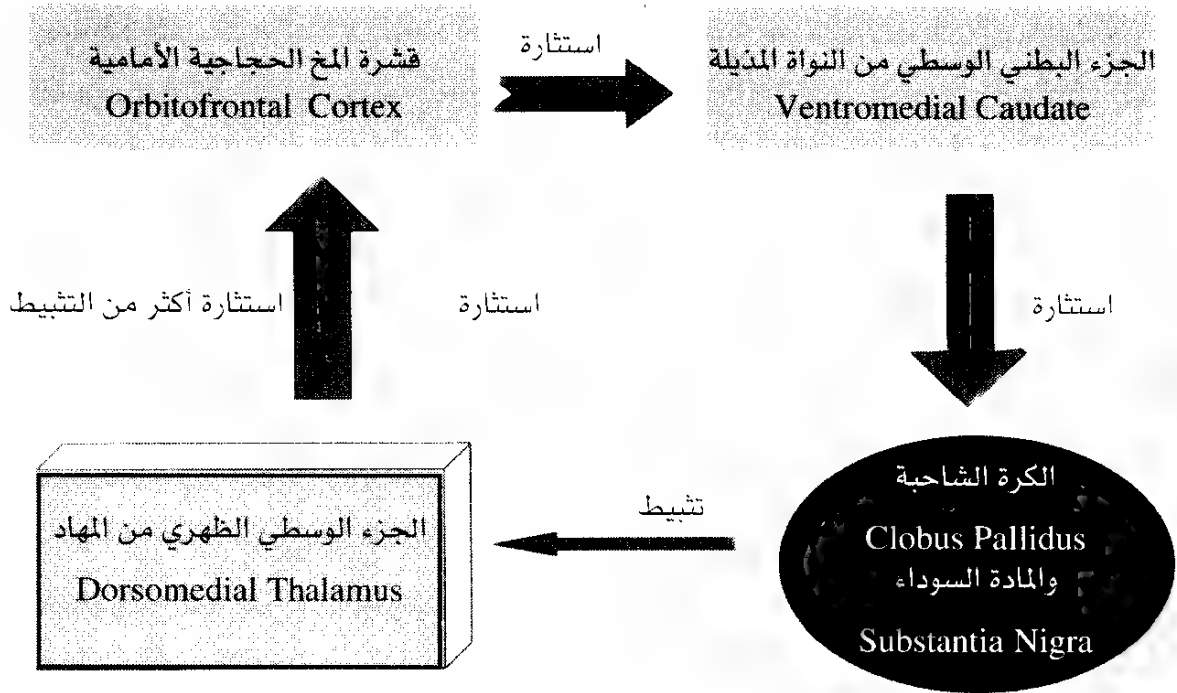 قشرة المخ الحجاجية الأمامية
Orbitofrontal Cortex
استثارة
الجزء البطني الوسطي من النواة المذيلة
Ventromedial Caudate
استثارة أكثر من التثبيط
استثارة
استثارة
الجزء الوسطي الظهري من المهاد
Dorsomedial Thalamus
تثبيط
الكرة الشاحبة
Clobus Pallidus
والمادة السوداء
Substantia Nigra